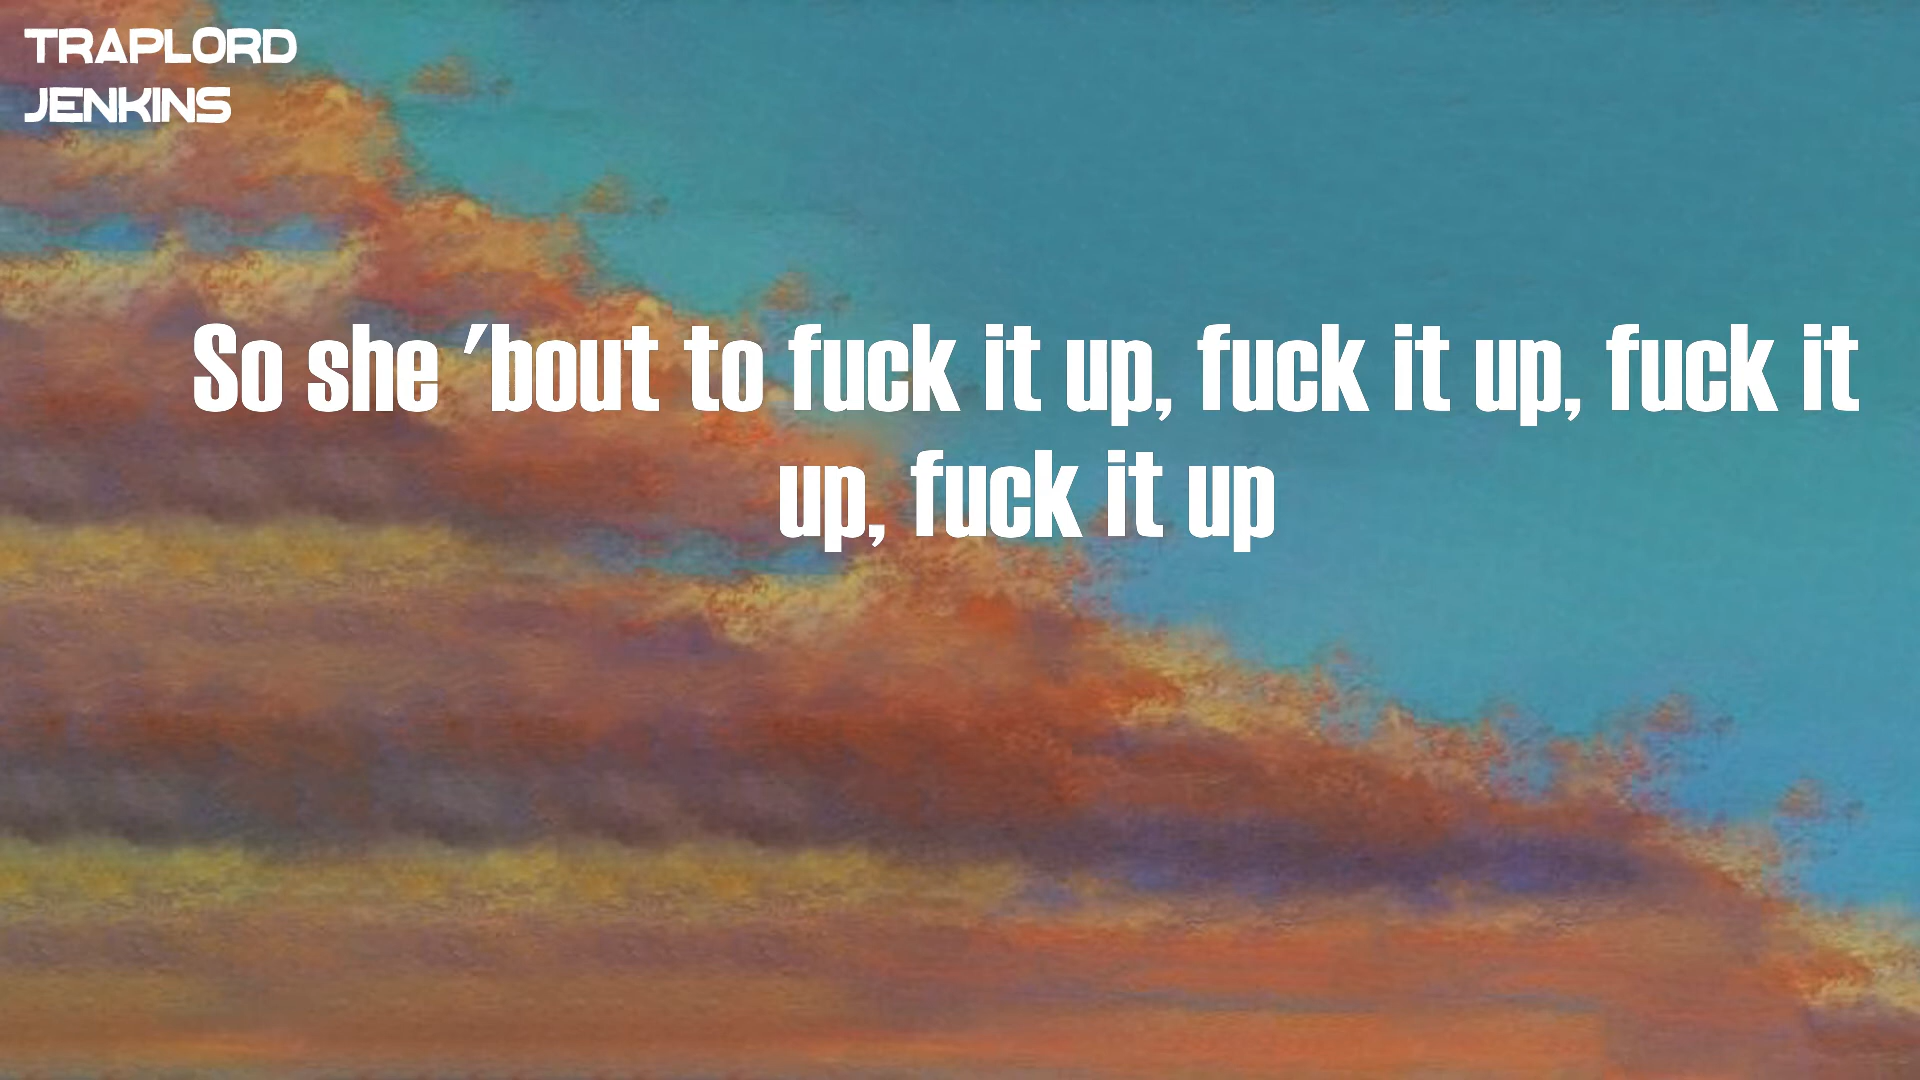 TRAPLORD
JENKINS
So she 'bout to fuck it up, fuck it up, fuck it
up, fuck it up